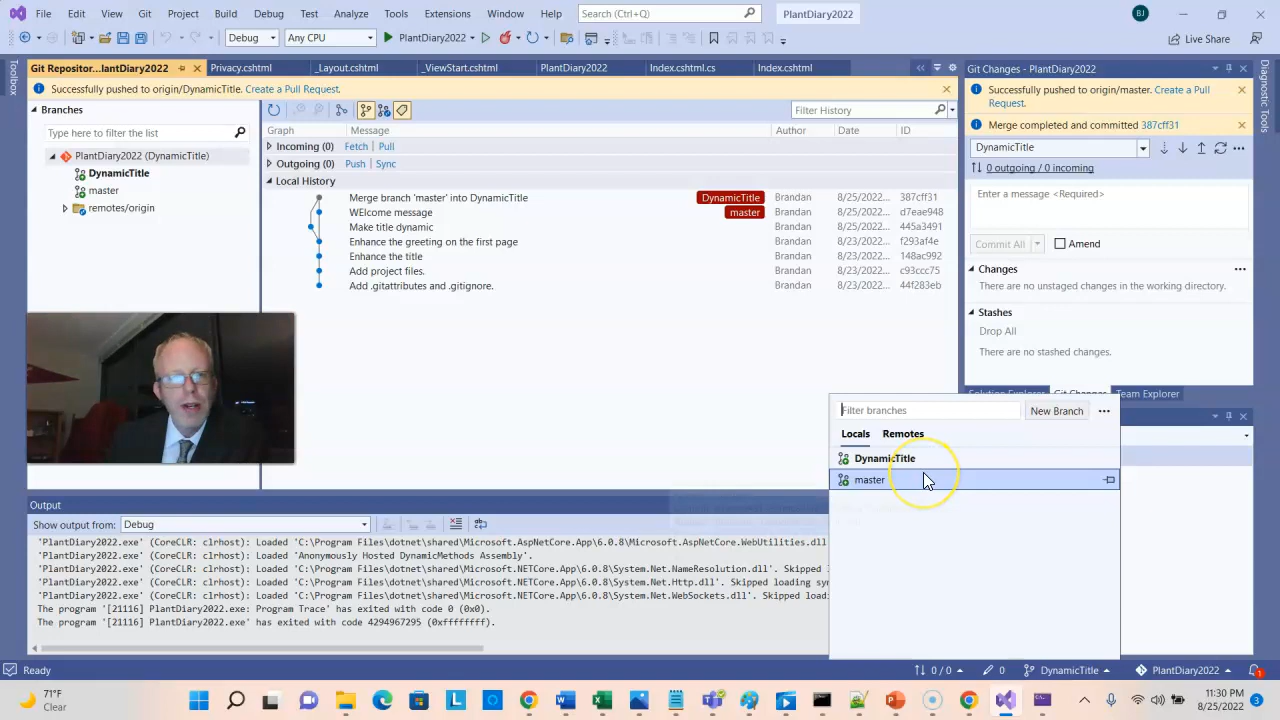 File Edit View Git Project Build Debug Test Analyze Tools Extensions Window Help Search (Ctrl+Q) PlantDiary2022 BJ
Debug Any CPU PlantDiary2022 Live Share
Toolbox
Git Repositor...lantDiary2022 Privacy.cshtml _Layout.cshtml _ViewStart.cshtml PlantDiary2022 Index.cshtml.cs Index.cshtml
Successfully pushed to origin/DynamicTitle. Create a Pull Request.
Branches
Type here to filter the list
PlantDiary2022 (DynamicTitle)
DynamicTitle
master
remotes/origin
Filter History
Graph Message Author Date ID
Incoming (0) Fetch | Pull
Outgoing (0) Push | Sync
Local History
Merge branch 'master' into DynamicTitle DynamicTitle Brandan 8/25/2022... 387cff31
WElcome message master Brandan 8/25/2022... d7eae948
Make title dynamic Brandan 8/25/2022... 445a3491
Enhance the greeting on the first page Brandan 8/23/2022... f293af4e
Enhance the title Brandan 8/23/2022... 148ac992
Add project files. Brandan 8/23/2022... c93ccc75
Add .gitattributes and .gitignore. Brandan 8/23/2022... 44f283eb
Git Changes - PlantDiary2022
Successfully pushed to origin/master. Create a Pull
Request.
Merge completed and committed 387cff31
DynamicTitle
0 outgoing / 0 incoming
Enter a message <Required>
Commit All Amend
Changes
There are no unstaged changes in the working directory.
Stashes
Drop All
There are no stashed changes.
Solution Explorer Git Changes Team Explorer
Diagnostic Tools
Filter branches New Branch
Locals Remotes
DynamicTitle
master
Output
Show output from: Debug
'PlantDiary2022.exe' (CoreCLR: clrhost): Loaded 'C:\Program Files\dotnet\shared\Microsoft.AspNetCore.App\6.0.8\Microsoft.AspNetCore.WebUtilities.dll
'PlantDiary2022.exe' (CoreCLR: clrhost): Loaded 'Anonymously Hosted DynamicMethods Assembly'.
'PlantDiary2022.exe' (CoreCLR: clrhost): Loaded 'C:\Program Files\dotnet\shared\Microsoft.NETCore.App\6.0.8\System.Net.NameResolution.dll'. Skipped l
'PlantDiary2022.exe' (CoreCLR: clrhost): Loaded 'C:\Program Files\dotnet\shared\Microsoft.NETCore.App\6.0.8\System.Net.Http.dll'. Skipped loading sym
'PlantDiary2022.exe' (CoreCLR: clrhost): Loaded 'C:\Program Files\dotnet\shared\Microsoft.NETCore.App\6.0.8\System.Net.WebSockets.dll'. Skipped loadi
The program '[21116] PlantDiary2022.exe: Program Trace' has exited with code 0 (0x0).
The program '[21116] PlantDiary2022.exe' has exited with code 4294967295 (0xffffffff).
Ready 0 / 0 0 DynamicTitle PlantDiary2022 1
71°F
Clear
11:30 PM
8/25/2022 3